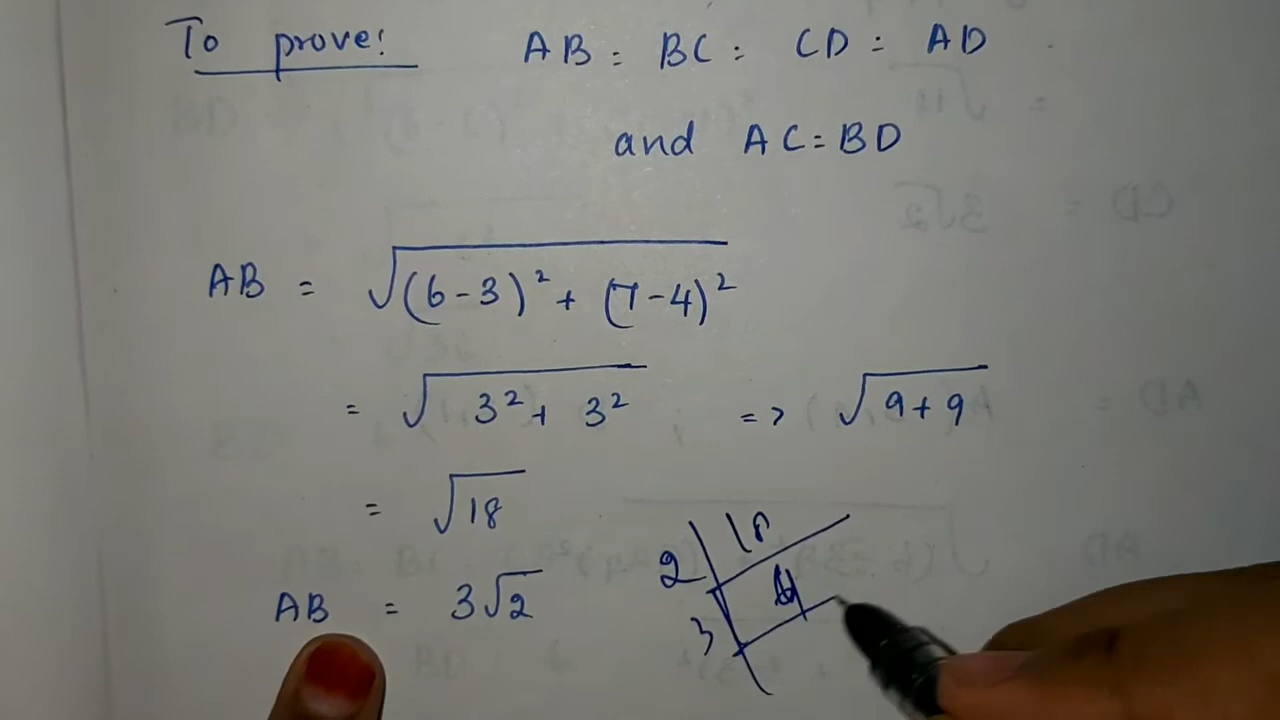 To prove: AB = BC = CD = AD
and AC = BD
AB = √(6-3)² + (7-4)²
= √3² + 3² => √9+9
= √18
AB = 3√2
2 18
3